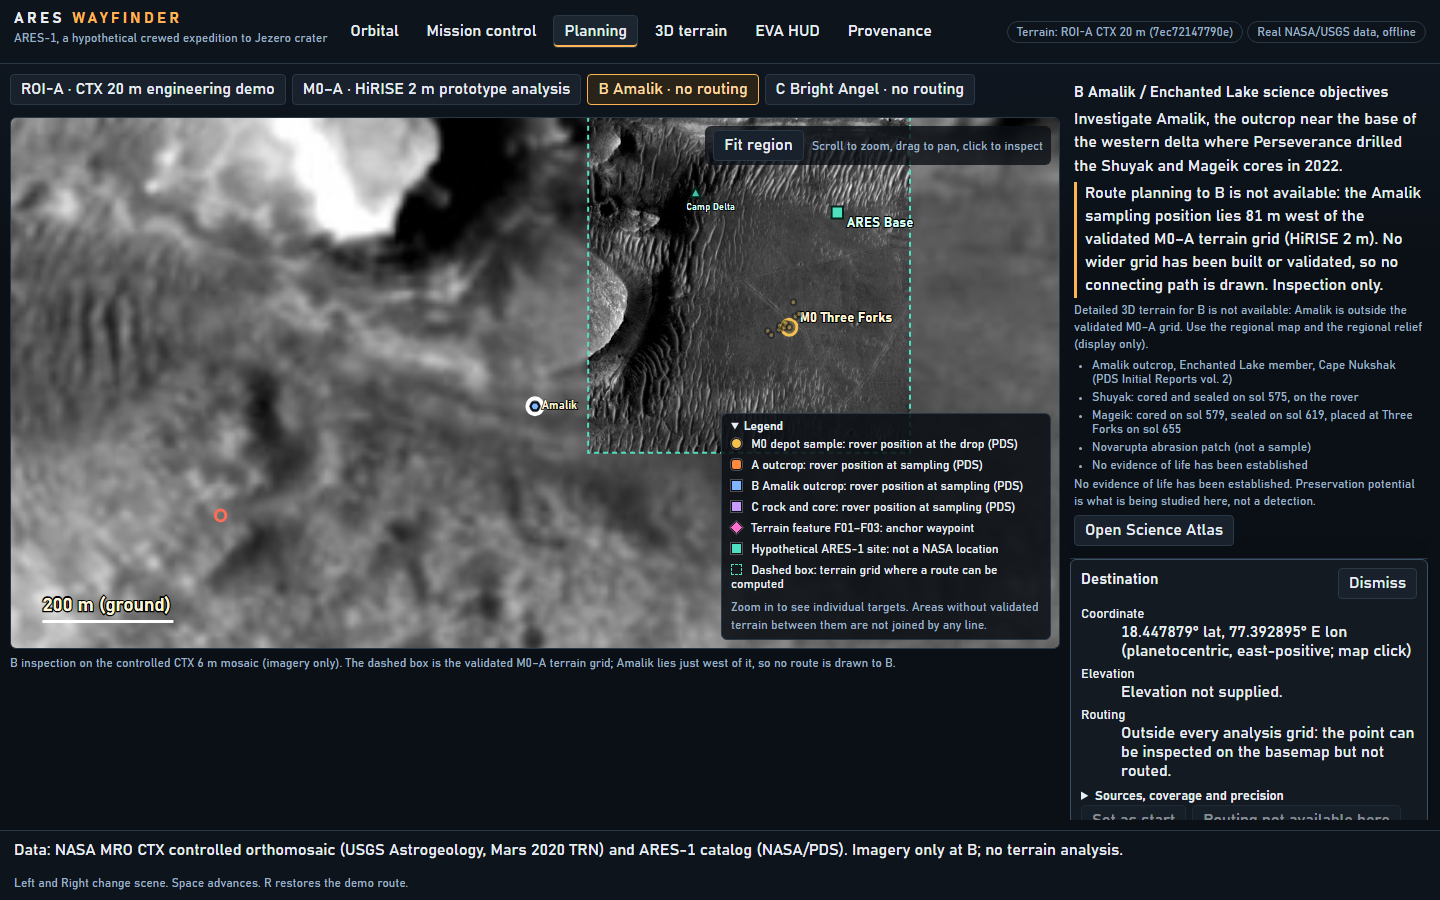 ARES WAYFINDER
ARES-1, a hypothetical crewed expedition to Jezero crater
Orbital
Mission control
Planning
3D terrain
EVA HUD
Provenance
Terrain: ROI-A CTX 20 m (7ec72147790e)
Real NASA/USGS data, offline
ROI-A · CTX 20 m engineering demo
M0-A · HiRISE 2 m prototype analysis
B Amalik · no routing
C Bright Angel · no routing
Fit region
Scroll to zoom, drag to pan, click to inspect
Camp Delta
ARES Base
M0 Three Forks
Amalik
200 m (ground)
▼ Legend
M0 depot sample: rover position at the drop (PDS)
A outcrop: rover position at sampling (PDS)
B Amalik outcrop: rover position at sampling (PDS)
C rock and core: rover position at sampling (PDS)
Terrain feature F01-F03: anchor waypoint
Hypothetical ARES-1 site: not a NASA location
Dashed box: terrain grid where a route can be
computed
Zoom in to see individual targets. Areas without validated
terrain between them are not joined by any line.
B inspection on the controlled CTX 6 m mosaic (imagery only). The dashed box is the validated M0-A terrain grid; Amalik lies just west of it, so no route is drawn to B.
B Amalik / Enchanted Lake science objectives
Investigate Amalik, the outcrop near the base of
the western delta where Perseverance drilled
the Shuyak and Mageik cores in 2022.
Route planning to B is not available: the Amalik
sampling position lies 81 m west of the
validated M0-A terrain grid (HiRISE 2 m). No
wider grid has been built or validated, so no
connecting path is drawn. Inspection only.
Detailed 3D terrain for B is not available: Amalik is outside the
validated M0-A grid. Use the regional map and the regional relief
(display only).
• Amalik outcrop, Enchanted Lake member, Cape Nukshak
(PDS Initial Reports vol. 2)
• Shuyak: cored and sealed on sol 575, on the rover
• Mageik: cored on sol 579, sealed on sol 619, placed at Three
Forks on sol 655
• Novarupta abrasion patch (not a sample)
• No evidence of life has been established
No evidence of life has been established. Preservation potential
is what is being studied here, not a detection.
Open Science Atlas
Destination
Dismiss
Coordinate
18.447879° lat, 77.392895° E lon
(planetocentric, east-positive; map click)
Elevation
Elevation not supplied.
Routing
Outside every analysis grid: the point can
be inspected on the basemap but not
routed.
▶ Sources, coverage and precision
Set as start
Routing not available here
Data: NASA MRO CTX controlled orthomosaic (USGS Astrogeology, Mars 2020 TRN) and ARES-1 catalog (NASA/PDS). Imagery only at B; no terrain analysis.
Left and Right change scene. Space advances. R restores the demo route.